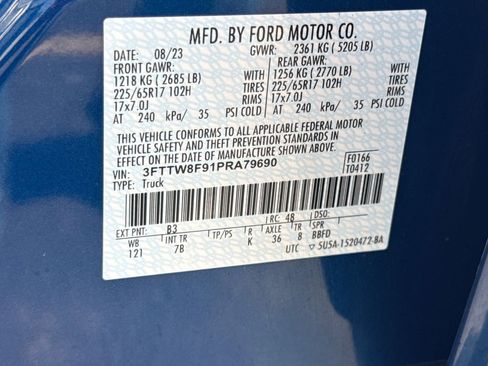 MFD. BY FORD MOTOR CO.
DATE: 08/23 GVWR: 2361 KG ( 5205 LB)
FRONT GAWR: REAR GAWR:
1218 KG ( 2685 LB) 1256 KG ( 2770 LB)
225/65R17 102H TIRES 225/65R17 102H TIRES
17x7.0J RIMS 17x7.0J RIMS
AT 240 kPa/ 35 PSI COLD AT 240 kPa/ 35 PSI COLD
THIS VEHICLE CONFORMS TO ALL APPLICABLE FEDERAL MOTOR
VEHICLE SAFETY, BUMPER, AND THEFT PREVENTION STANDARDS
IN EFFECT ON THE DATE OF MANUFACTURE SHOWN ABOVE.
VIN: 3FTTW8F91PRA79690 F0166
TYPE: Truck T0412
EXT PNT: B3 RC: 48 DSO:
WB INT TR TP/PS R AXLE TR SPR
121 7B K 36 8 BBFD
UTC 5U5A-1520472-BA